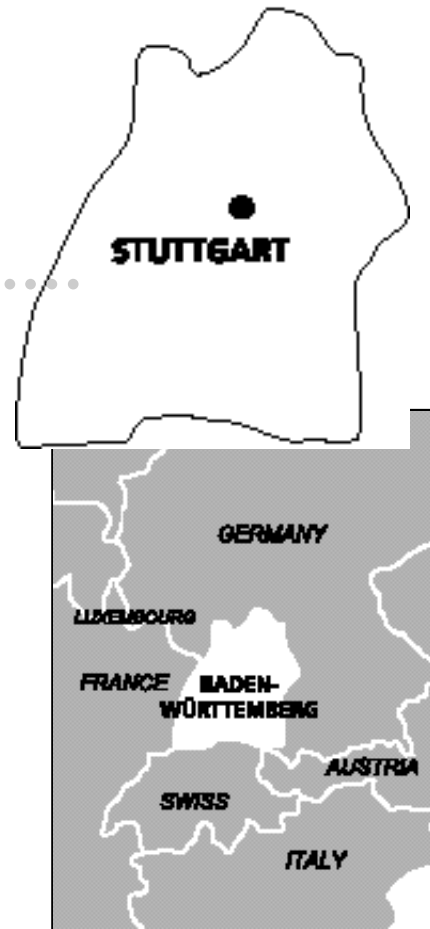 STUTTGART
GERMANY
LUXEMBOURG
FRANCE
BADEN-
WÜRTTEMBERG
AUSTRIA
SWISS
ITALY